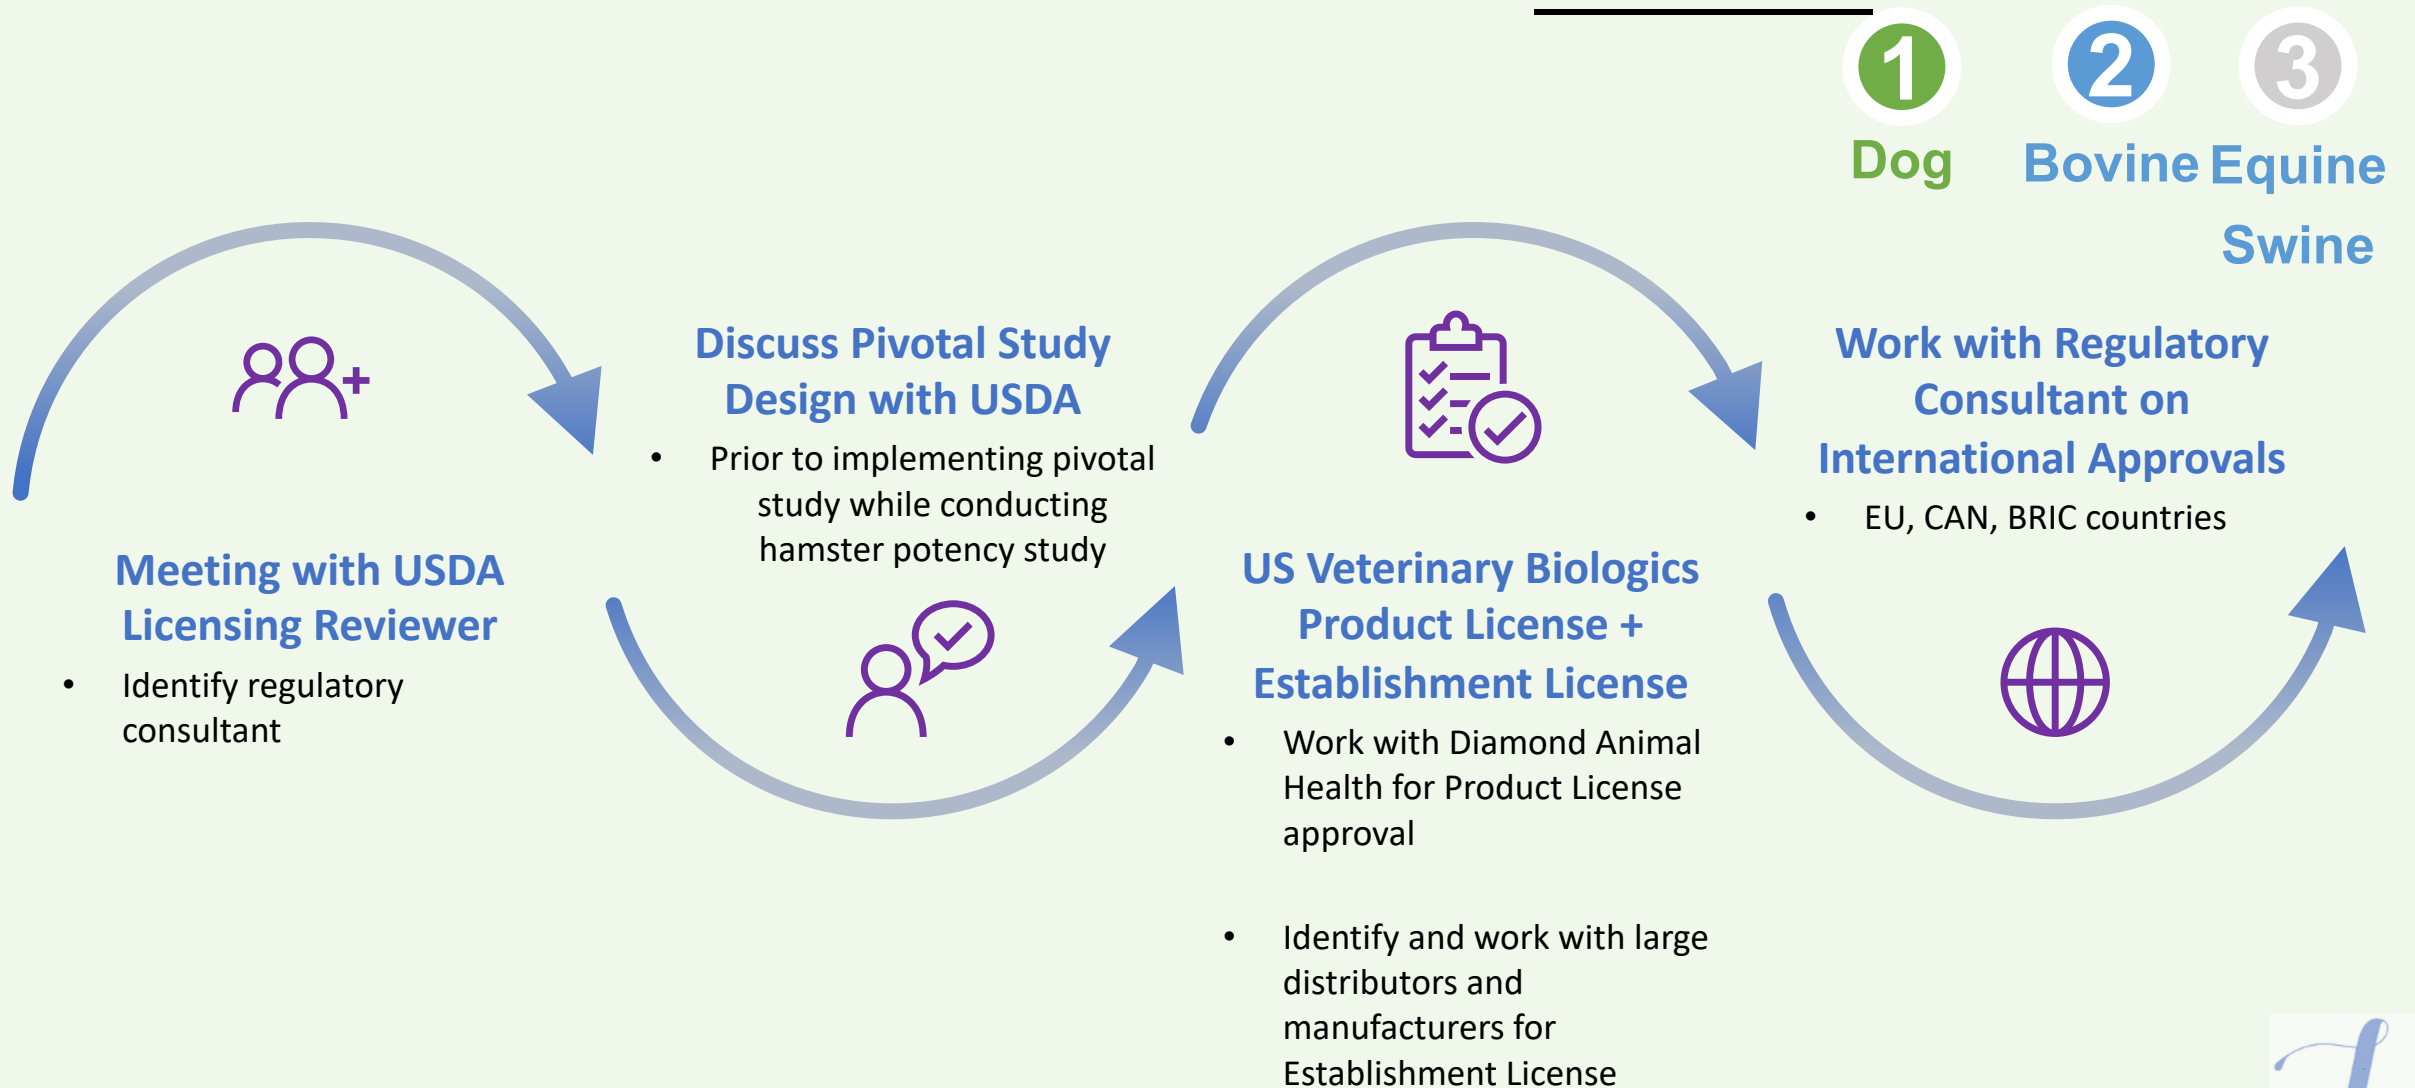 1 2 3
Dog Bovine Equine
Swine
Meeting with USDA
Licensing Reviewer
• Identify regulatory
consultant
Discuss Pivotal Study
Design with USDA
• Prior to implementing pivotal
study while conducting
hamster potency study
US Veterinary Biologics
Product License +
Establishment License
• Work with Diamond Animal
Health for Product License
approval
• Identify and work with large
distributors and
manufacturers for
Establishment License
Work with Regulatory
Consultant on
International Approvals
• EU, CAN, BRIC countries